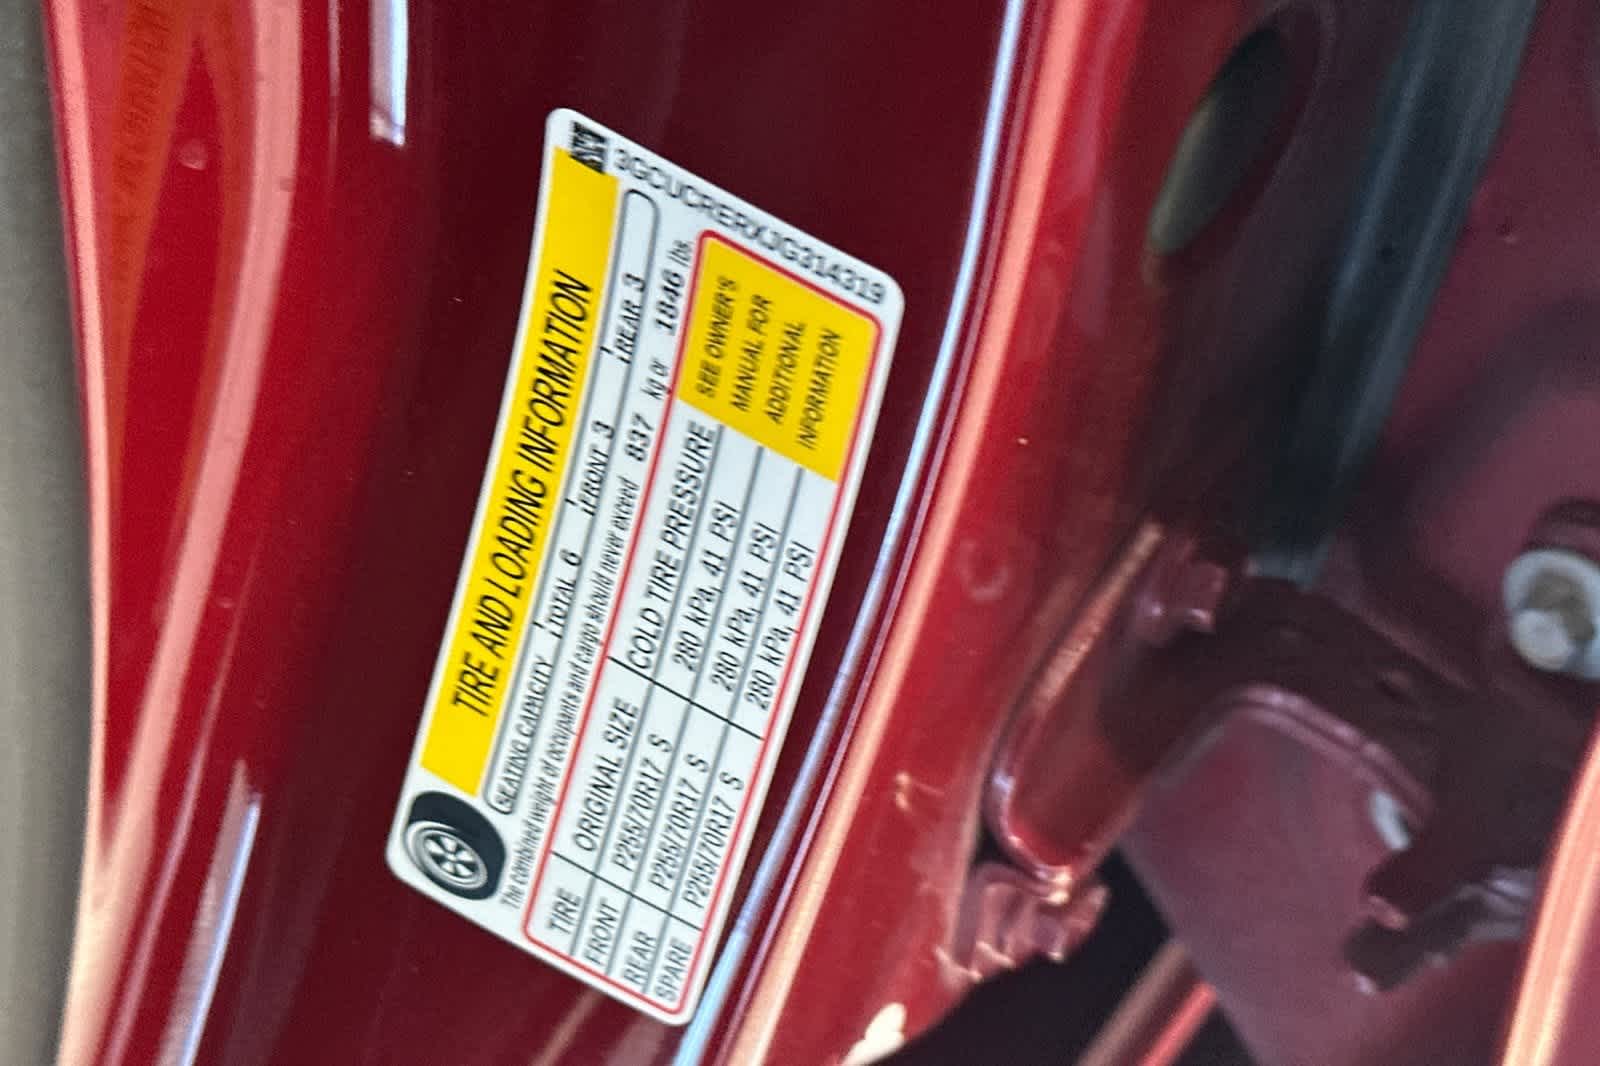 3GCUCRERXJG314319
TIRE AND LOADING INFORMATION
SEATING CAPACITY TOTAL 6 FRONT 3 REAR 3
The combined weight of occupants and cargo should never exceed 837 kg or 1846 lbs.
TIRE ORIGINAL SIZE COLD TIRE PRESSURE
FRONT P255/70R17 S 280 kPa, 41 PSI
REAR P255/70R17 S 280 kPa, 41 PSI
SPARE P255/70R17 S 280 kPa, 41 PSI
SEE OWNER'S
MANUAL FOR
ADDITIONAL
INFORMATION